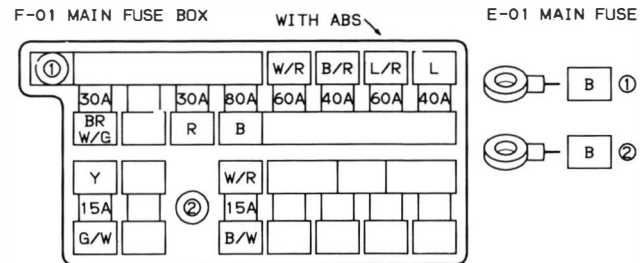 F-01 MAIN FUSE BOX
WITH ABS
E-01 MAIN FUSE
① W/R B/R L/R L
30A 30A 80A 60A 40A 60A 40A
BR W/G R B
Y W/R
15A ② 15A
G/W B/W
B ①
B ②